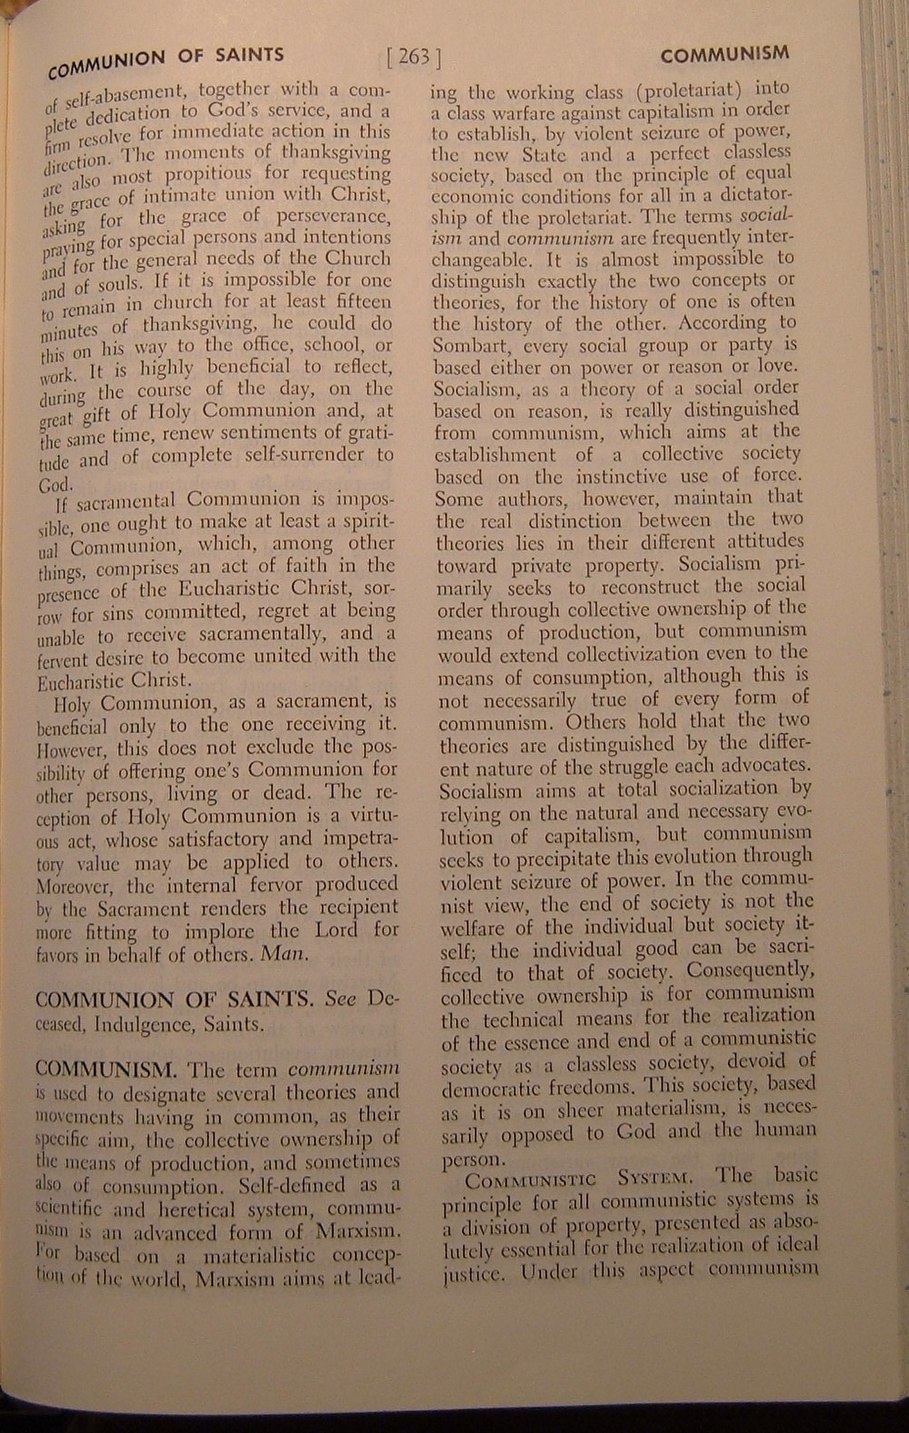 COMMUNION OF SAINTS [ 263 ] COMMUNISM
of self-abasement, together with a com-
plete dedication to God's service, and a
firm resolve for immediate action in this
direction. The moments of thanksgiving
are also most propitious for requesting
the grace of intimate union with Christ,
asking for the grace of perseverance,
praying for special persons and intentions
and for the general needs of the Church
and of souls. If it is impossible for one
to remain in church for at least fifteen
minutes of thanksgiving, he could do
this on his way to the office, school, or
work. It is highly beneficial to reflect,
during the course of the day, on the
great gift of Holy Communion and, at
the same time, renew sentiments of grati-
tude and of complete self-surrender to
God.
If sacramental Communion is impos-
sible, one ought to make at least a spirit-
ual Communion, which, among other
things, comprises an act of faith in the
presence of the Eucharistic Christ, sor-
row for sins committed, regret at being
unable to receive sacramentally, and a
fervent desire to become united with the
Eucharistic Christ.
Holy Communion, as a sacrament, is
beneficial only to the one receiving it.
However, this does not exclude the pos-
sibility of offering one's Communion for
other persons, living or dead. The re-
ception of Holy Communion is a virtu-
ous act, whose satisfactory and impetra-
tory value may be applied to others.
Moreover, the internal fervor produced
by the Sacrament renders the recipient
more fitting to implore the Lord for
favors in behalf of others. Man.
COMMUNION OF SAINTS. See De-
ceased, Indulgence, Saints.
COMMUNISM. The term communism
is used to designate several theories and
movements having in common, as their
specific aim, the collective ownership of
the means of production, and sometimes
also of consumption. Self-defined as a
scientific and heretical system, commu-
nism is an advanced form of Marxism.
For based on a materialistic concep-
tion of the world, Marxism aims at lead-
ing the working class (proletariat) into
a class warfare against capitalism in order
to establish, by violent seizure of power,
the new State and a perfect classless
society, based on the principle of equal
economic conditions for all in a dictator-
ship of the proletariat. The terms social-
ism and communism are frequently inter-
changeable. It is almost impossible to
distinguish exactly the two concepts or
theories, for the history of one is often
the history of the other. According to
Sombart, every social group or party is
based either on power or reason or love.
Socialism, as a theory of a social order
based on reason, is really distinguished
from communism, which aims at the
establishment of a collective society
based on the instinctive use of force.
Some authors, however, maintain that
the real distinction between the two
theories lies in their different attitudes
toward private property. Socialism pri-
marily seeks to reconstruct the social
order through collective ownership of the
means of production, but communism
would extend collectivization even to the
means of consumption, although this is
not necessarily true of every form of
communism. Others hold that the two
theories are distinguished by the differ-
ent nature of the struggle each advocates.
Socialism aims at total socialization by
relying on the natural and necessary evo-
lution of capitalism, but communism
seeks to precipitate this evolution through
violent seizure of power. In the commu-
nist view, the end of society is not the
welfare of the individual but society it-
self; the individual good can be sacri-
ficed to that of society. Consequently,
collective ownership is for communism
the technical means for the realization
of the essence and end of a communistic
society as a classless society, devoid of
democratic freedoms. This society, based
as it is on sheer materialism, is neces-
sarily opposed to God and the human
person.
COMMUNISTIC SYSTEM. The basic
principle for all communistic systems is
a division of property, presented as abso-
lutely essential for the realization of ideal
justice. Under this aspect communism